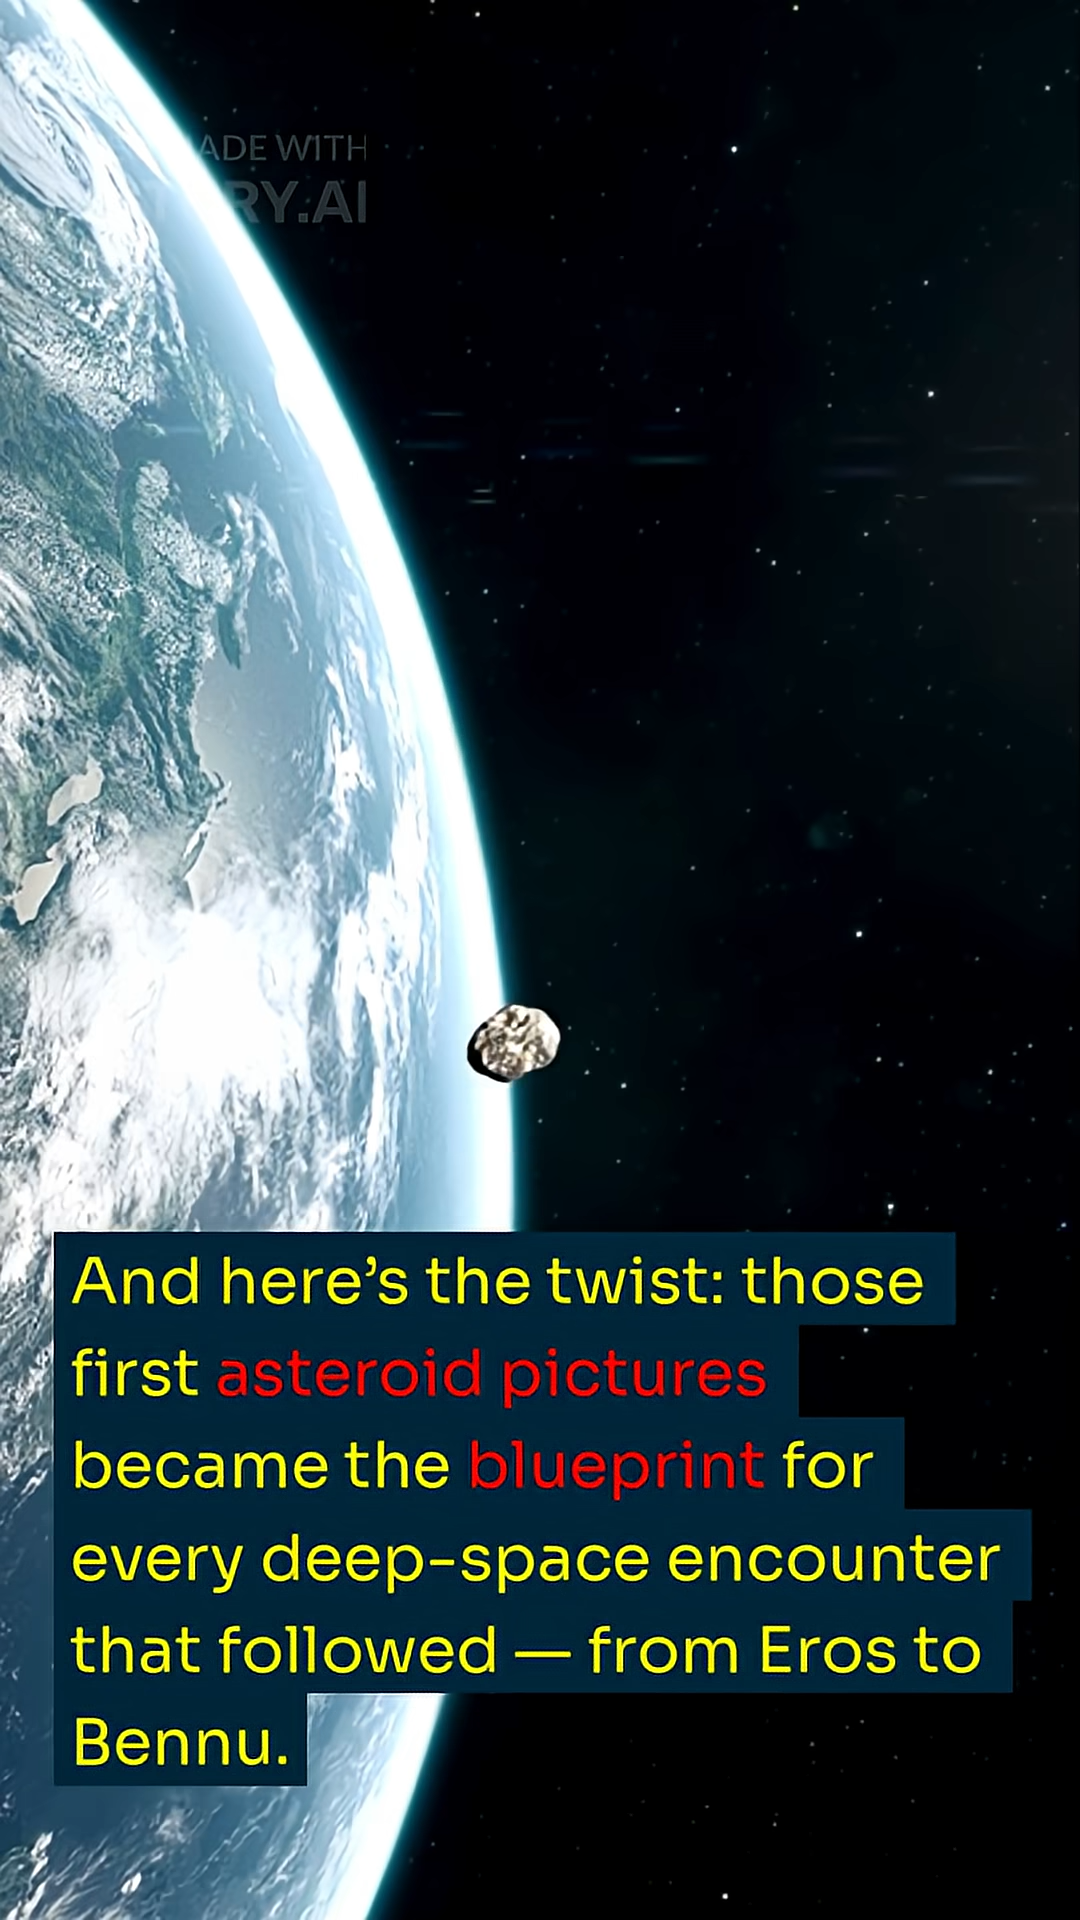 ADE WITH
RY.AI
And here’s the twist: those
first asteroid pictures
became the blueprint for
every deep-space encounter
that followed — from Eros to
Bennu.